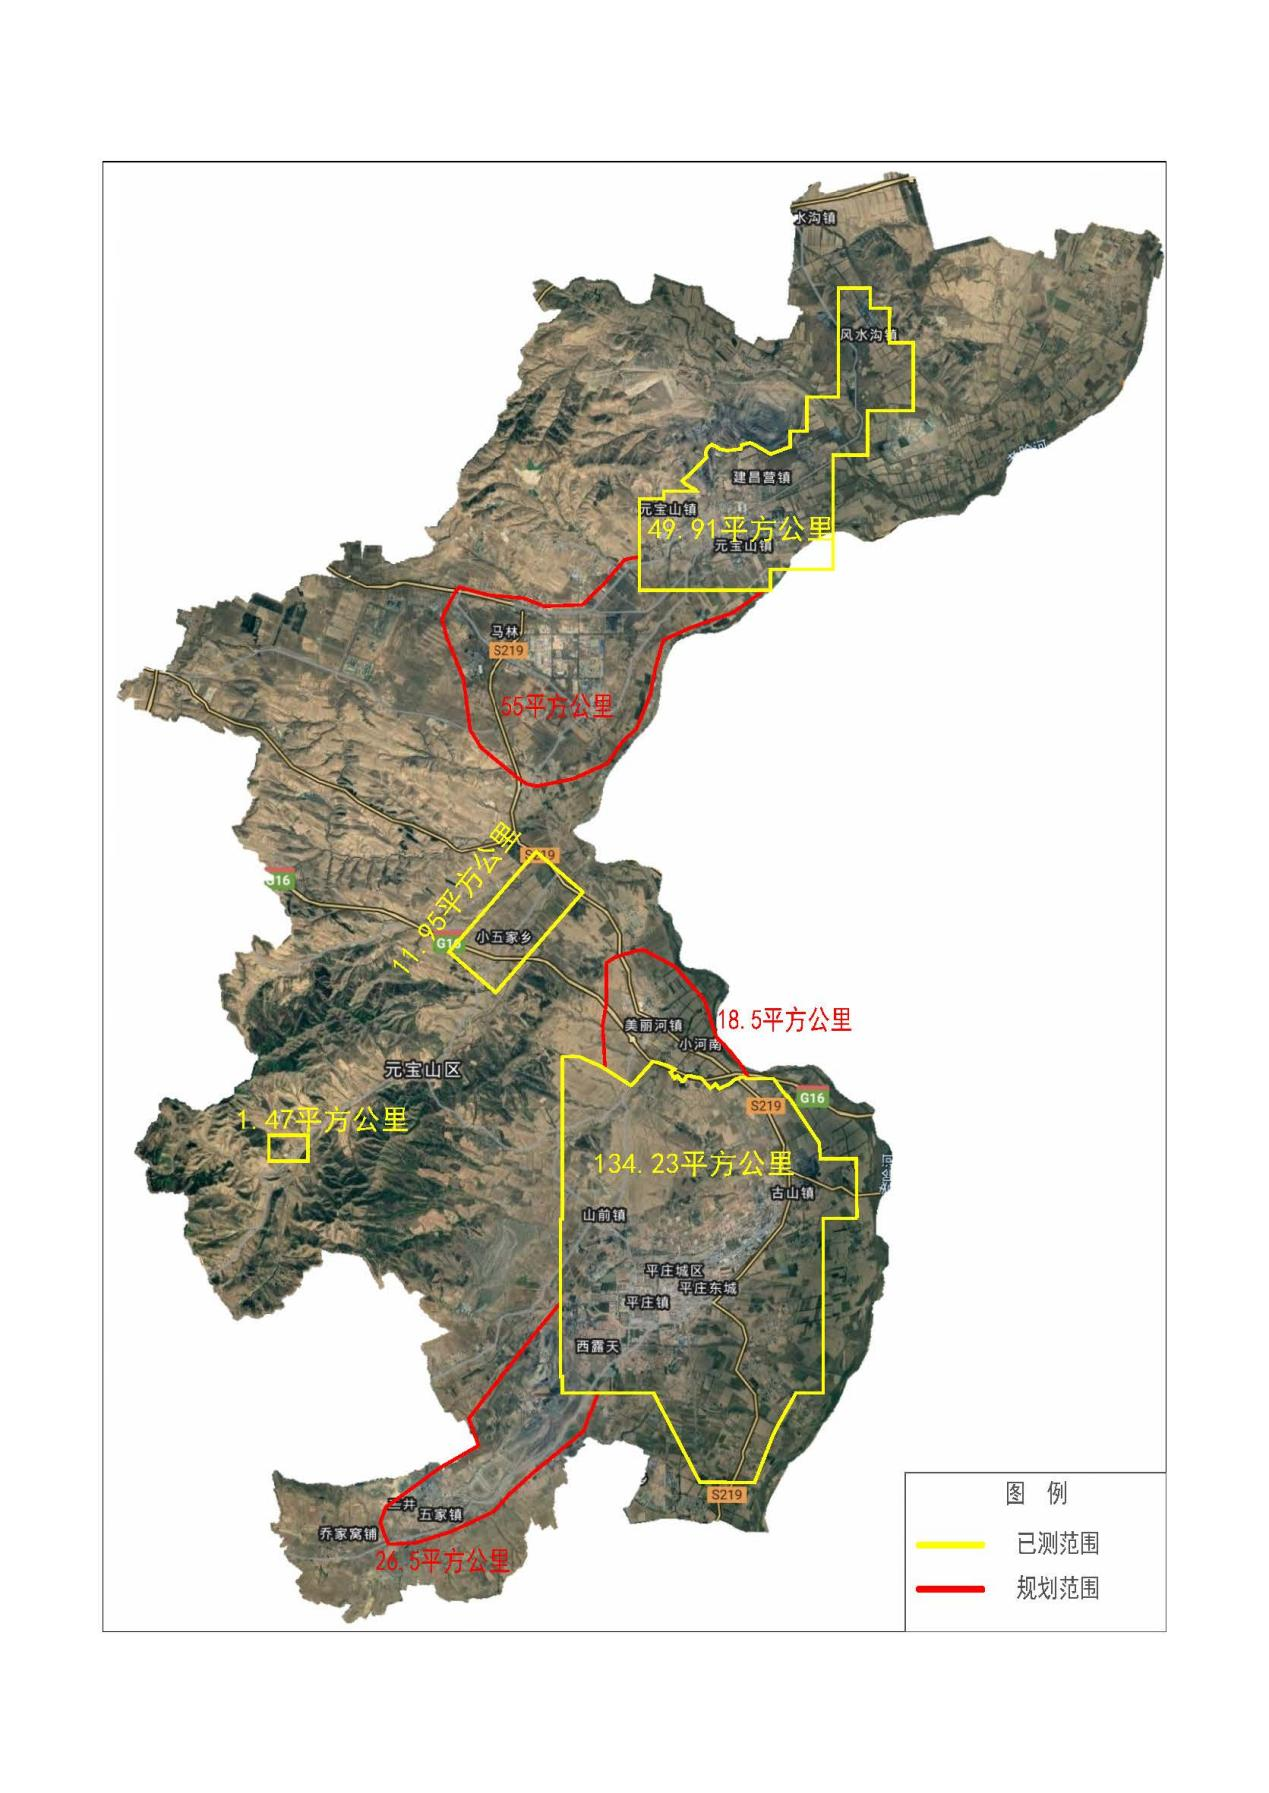 水沟镇
风水沟镇
老哈河
建昌营镇
元宝山镇
49.91平方公里
元宝山镇
马林
S219
55平方公里
S219
11.95平方公里
G16
G16
小五家乡
18.5平方公里
美丽河镇
小河南
元宝山区
G16
S219
1.47平方公里
134.23平方公里
老哈河
古山镇
山前镇
平庄城区
平庄东城
平庄镇
西露天
S219
五家镇
乔家窝铺
26.5平方公里
图 例
已测范围
规划范围